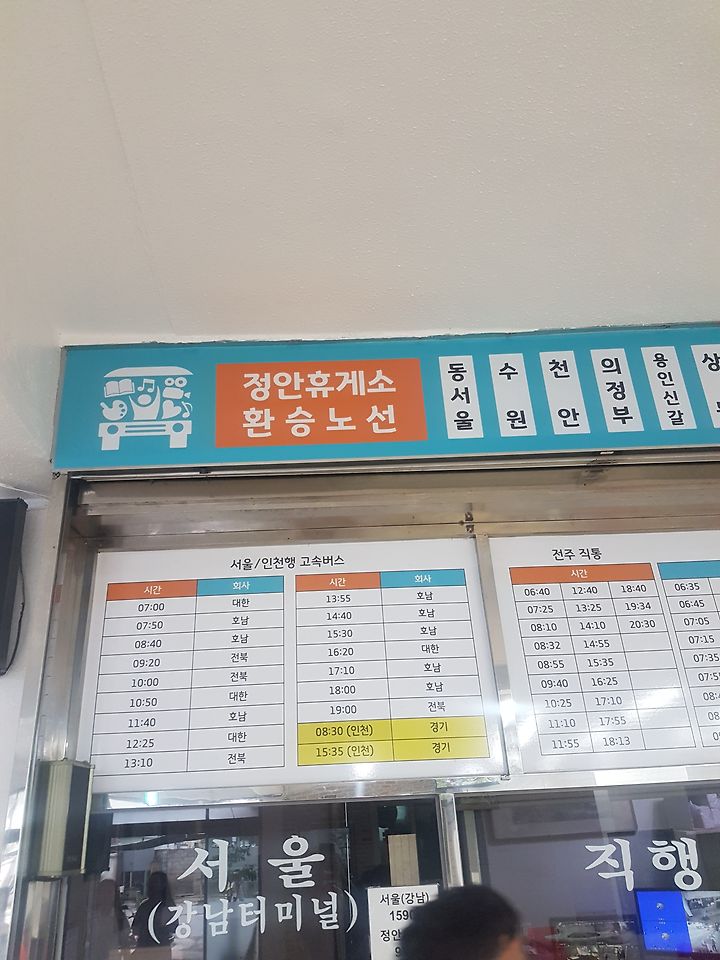 정안휴게소
환승노선
동서울
수원
천안
의정부
용인신갈
상
서울/인천행 고속버스
시간 회사
07:00 대한
07:50 호남
08:40 호남
09:20 전북
10:00 전북
10:50 대한
11:40 호남
12:25 대한
13:10 전북
시간 회사
13:55 호남
14:40 호남
15:30 호남
16:20 대한
17:10 호남
18:00 호남
19:00 전북
08:30 (인천) 경기
15:35 (인천) 경기
전주 직통
시간
06:40 12:40 18:40
07:25 13:25 19:34
08:10 14:10 20:30
08:32 14:55
08:55 15:35
09:40 16:25
10:25 17:10
11:10 17:55
11:55 18:13
06:35
06:45
07:05
07:15
07:35
서울
(강남터미널)
직행
서울(강남)
정안